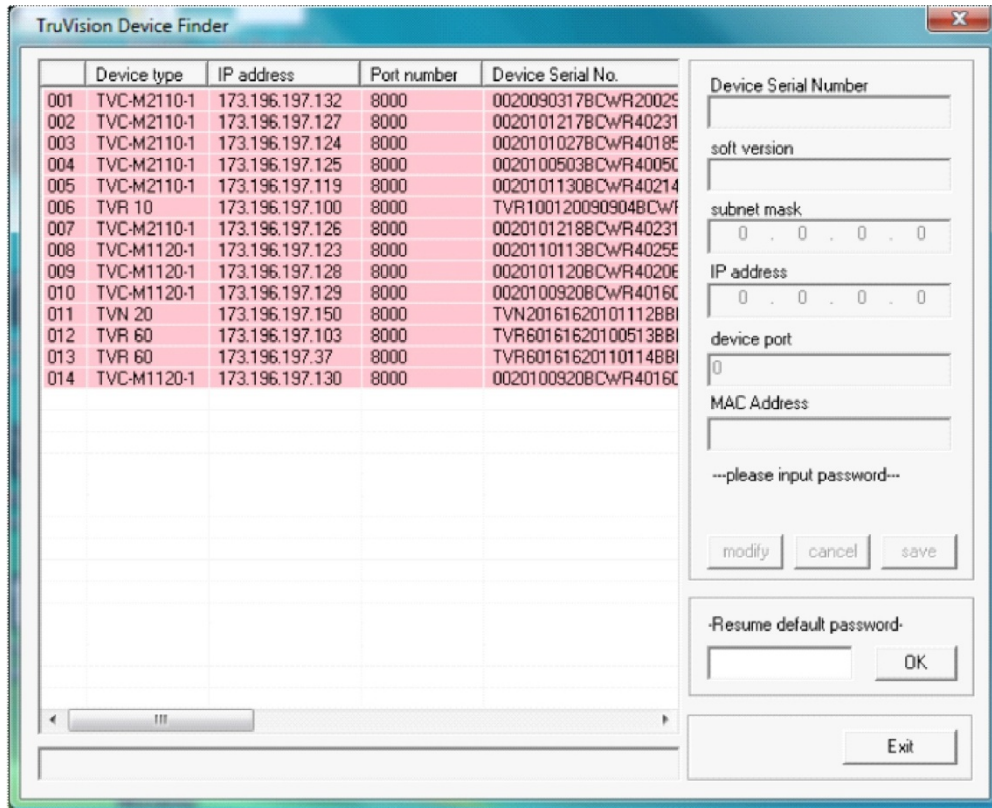 TruVision Device Finder
Device type IP address Port number Device Serial No.
001 TVC-M2110-1 173.196.197.132 8000 0020090317BCWR20029
002 TVC-M2110-1 173.196.197.127 8000 0020101217BCWR40231
003 TVC-M2110-1 173.196.197.124 8000 0020101027BCWR40185
004 TVC-M2110-1 173.196.197.125 8000 0020100503BCWR40050
005 TVC-M2110-1 173.196.197.119 8000 0020101130BCWR40214
006 TVR 10 173.196.197.100 8000 TVR100120090904BCWF
007 TVC-M2110-1 173.196.197.126 8000 0020101218BCWR40231
008 TVC-M1120-1 173.196.197.123 8000 0020110113BCWR40255
009 TVC-M1120-1 173.196.197.128 8000 0020101120BCWR40206
010 TVC-M1120-1 173.196.197.129 8000 0020100920BCWR40160
011 TVN 20 173.196.197.150 8000 TVN20161620101112BBI
012 TVR 60 173.196.197.103 8000 TVR60161620100513BBI
013 TVR 60 173.196.197.37 8000 TVR60161620110114BBI
014 TVC-M1120-1 173.196.197.130 8000 0020100920BCWR40160
Device Serial Number
soft version
subnet mask
0 . 0 . 0 . 0
IP address
0 . 0 . 0 . 0
device port
0
MAC Address
---please input password---
modify cancel save
-Resume default password-
OK
Exit